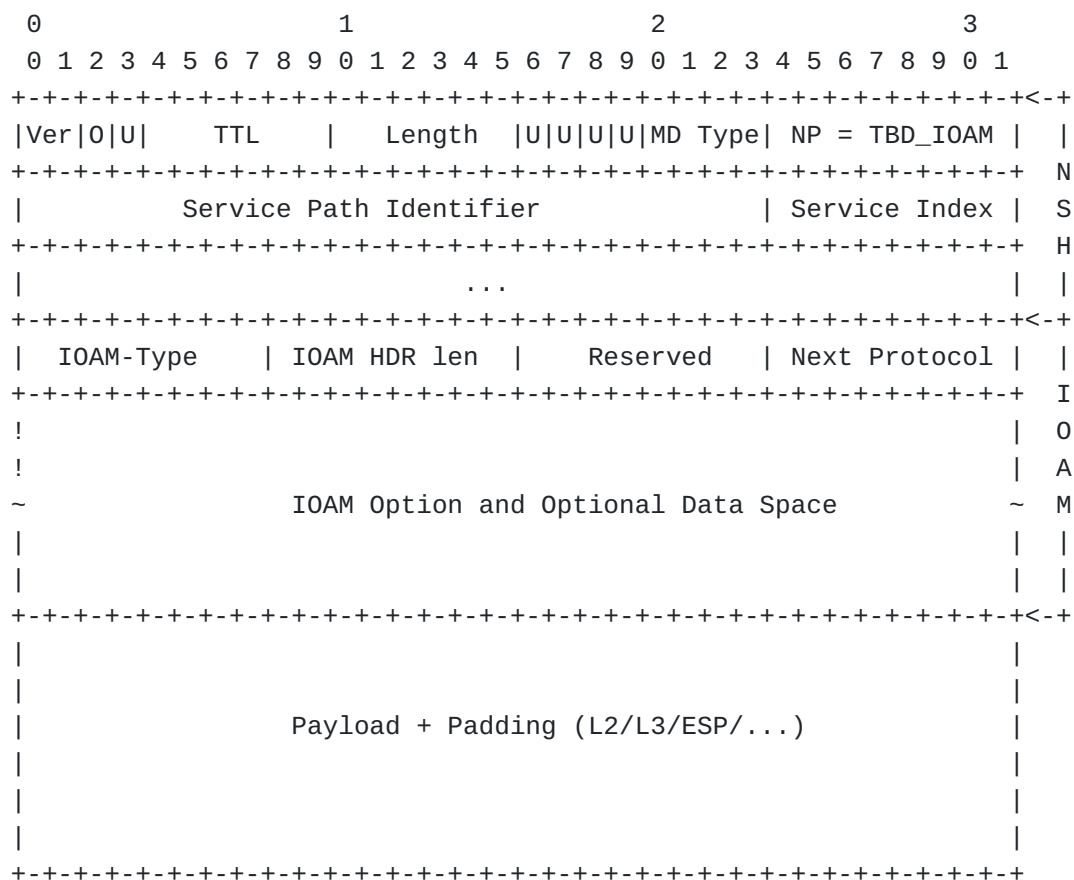 0                   1                   2                   3
 0 1 2 3 4 5 6 7 8 9 0 1 2 3 4 5 6 7 8 9 0 1 2 3 4 5 6 7 8 9 0 1
+-+-+-+-+-+-+-+-+-+-+-+-+-+-+-+-+-+-+-+-+-+-+-+-+-+-+-+-+-+-+-+-+<-+
|Ver|O|U|    TTL    |   Length  |U|U|U|U|MD Type| NP = TBD_IOAM |  |
+-+-+-+-+-+-+-+-+-+-+-+-+-+-+-+-+-+-+-+-+-+-+-+-+-+-+-+-+-+-+-+-+  N
|          Service Path Identifier              | Service Index |  S
+-+-+-+-+-+-+-+-+-+-+-+-+-+-+-+-+-+-+-+-+-+-+-+-+-+-+-+-+-+-+-+-+  H
|                            ...                                |  |
+-+-+-+-+-+-+-+-+-+-+-+-+-+-+-+-+-+-+-+-+-+-+-+-+-+-+-+-+-+-+-+-+<-+
|  IOAM-Type    | IOAM HDR len  |    Reserved   | Next Protocol |  |
+-+-+-+-+-+-+-+-+-+-+-+-+-+-+-+-+-+-+-+-+-+-+-+-+-+-+-+-+-+-+-+-+  I
!                                                               |  O
!                                                               |  A
~                 IOAM Option and Optional Data Space           ~  M
|                                                               |  |
|                                                               |  |
+-+-+-+-+-+-+-+-+-+-+-+-+-+-+-+-+-+-+-+-+-+-+-+-+-+-+-+-+-+-+-+-+<-+
|                                                               |
|                                                               |
|                 Payload + Padding (L2/L3/ESP/...)             |
|                                                               |
|                                                               |
|                                                               |
+-+-+-+-+-+-+-+-+-+-+-+-+-+-+-+-+-+-+-+-+-+-+-+-+-+-+-+-+-+-+-+-+